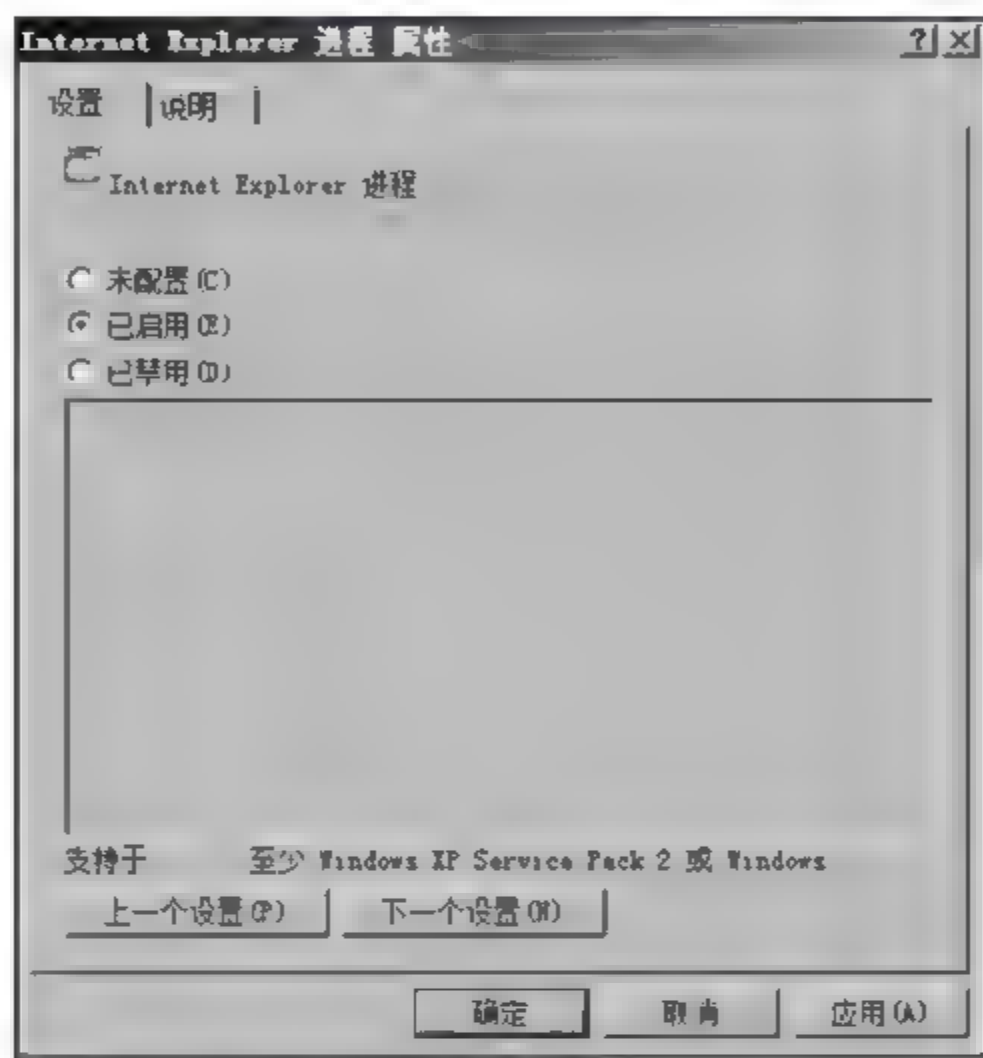 Internet Explorer 进程 属性
设置 说明
Internet Explorer 进程
未配置(C)
已启用(E)
已禁用(D)
支持于 至少 Windows XP Service Pack 2 或 Windows
上一个设置(P) 下一个设置(N)
确定 取消 应用(A)